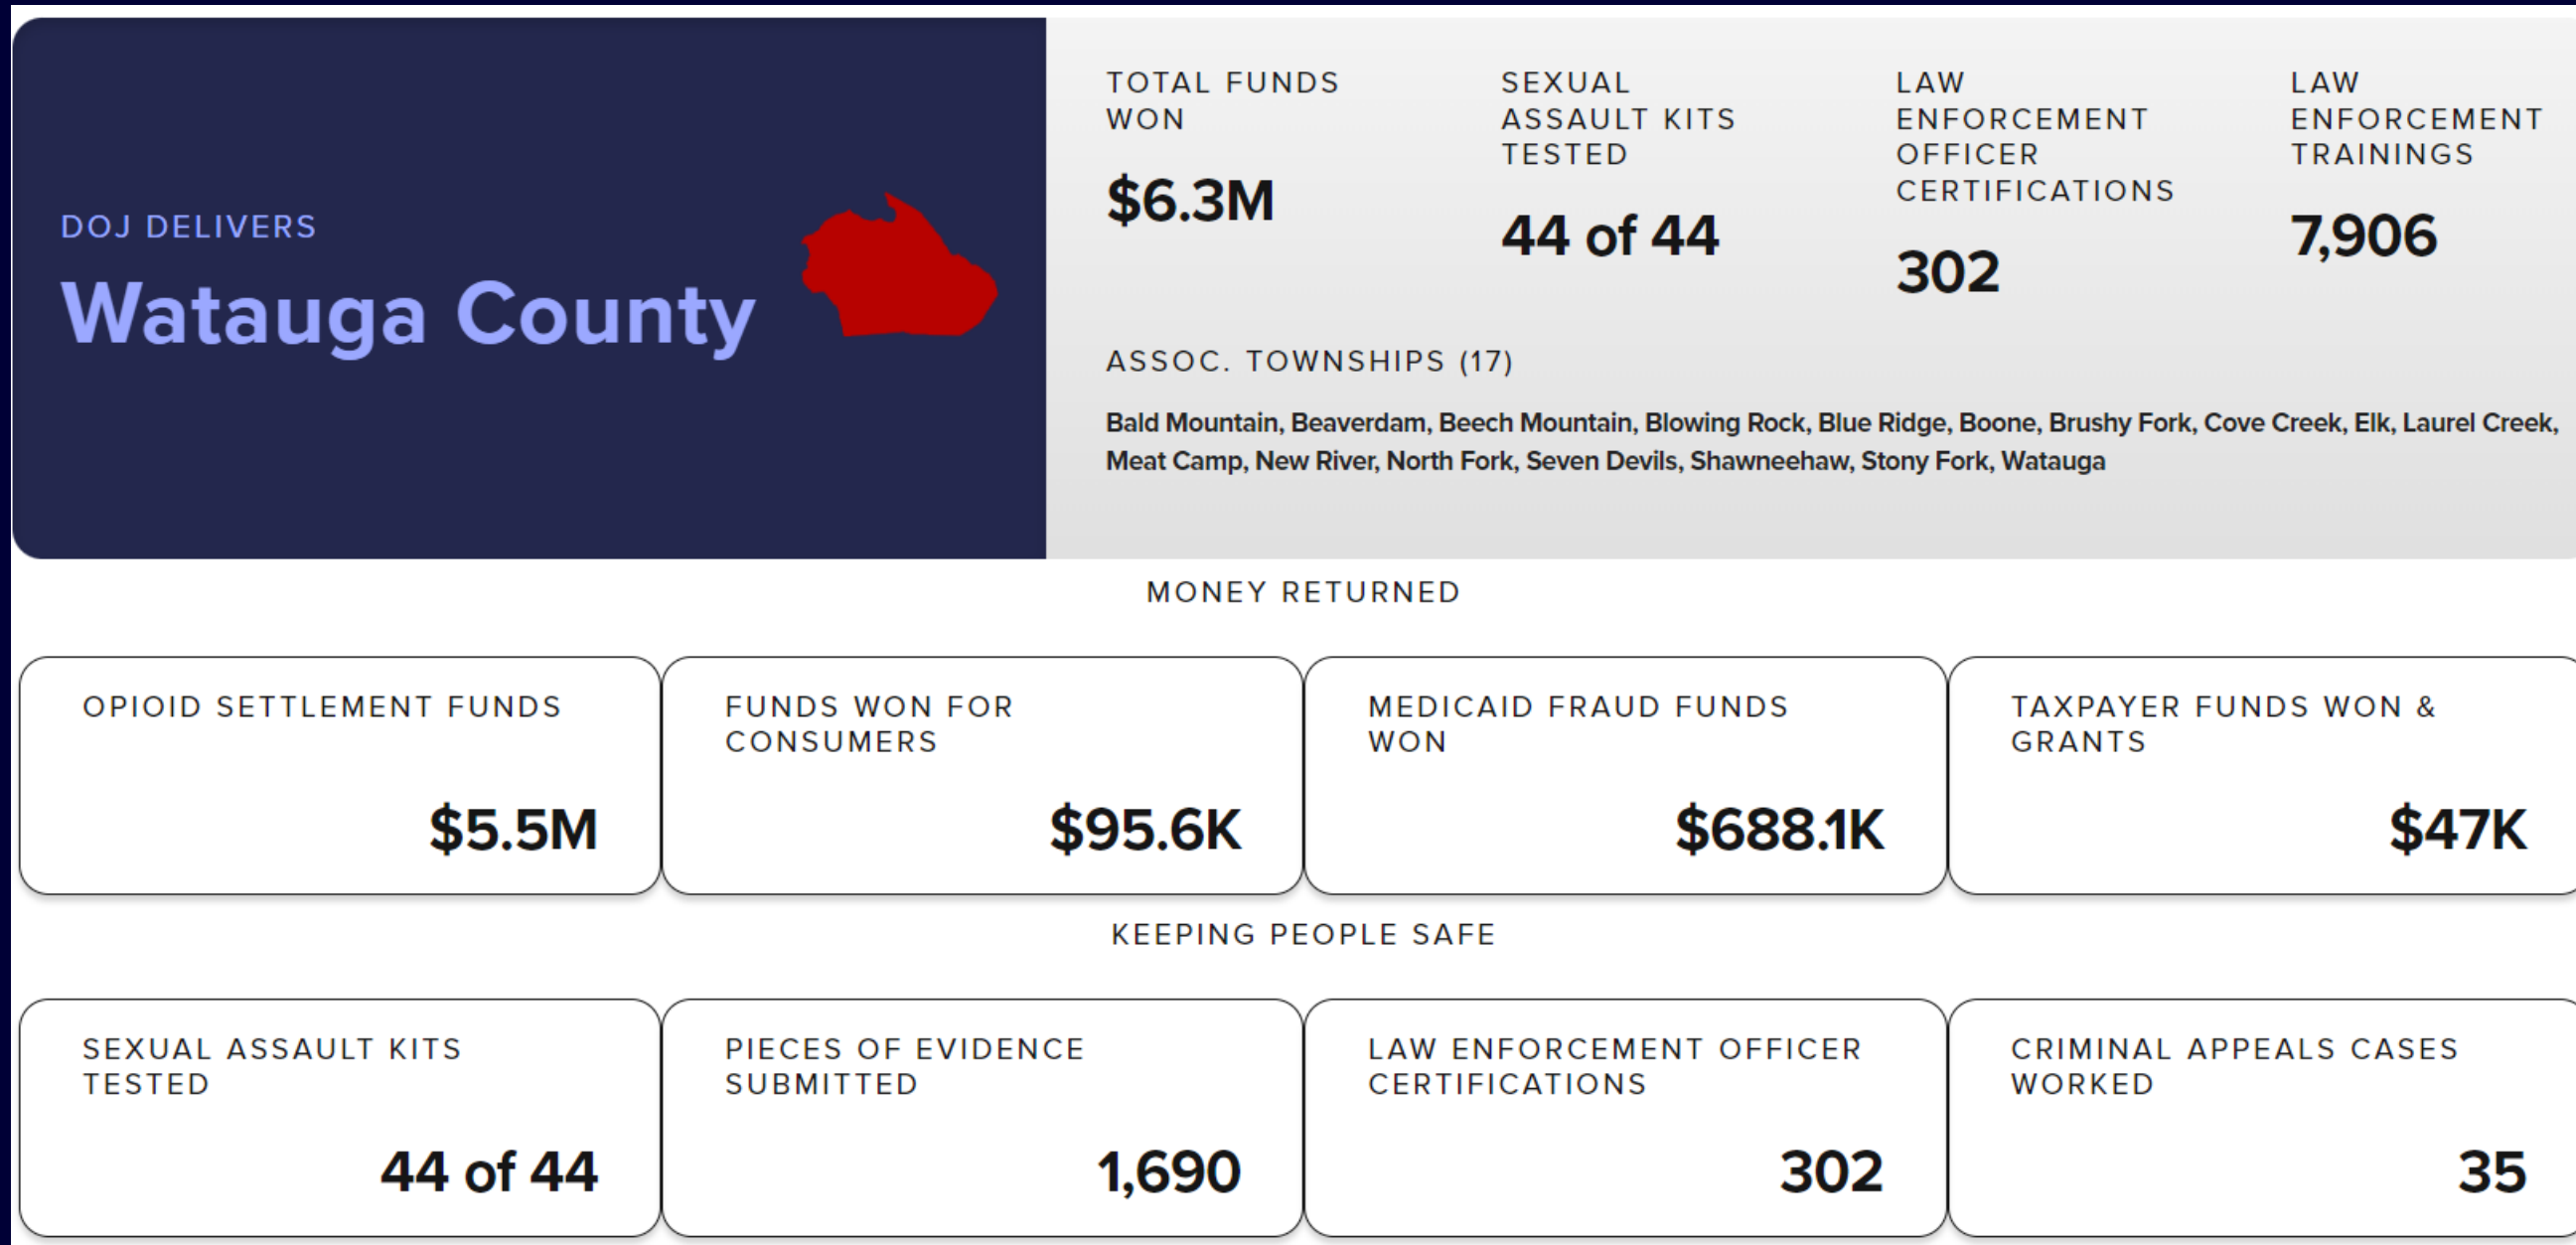 DOJ DELIVERS
Watauga County
TOTAL FUNDS
WON
$6.3M
SEXUAL
ASSAULT KITS
TESTED
44 of 44
LAW
ENFORCEMENT
OFFICER
CERTIFICATIONS
302
LAW
ENFORCEMENT
TRAININGS
7,906
ASSOC. TOWNSHIPS (17)
Bald Mountain, Beaverdam, Beech Mountain, Blowing Rock, Blue Ridge, Boone, Brushy Fork, Cove Creek, Elk, Laurel Creek,
Meat Camp, New River, North Fork, Seven Devils, Shawneehaw, Stony Fork, Watauga
MONEY RETURNED
OPIOID SETTLEMENT FUNDS
$5.5M
FUNDS WON FOR
CONSUMERS
$95.6K
MEDICAID FRAUD FUNDS
WON
$688.1K
TAXPAYER FUNDS WON &
GRANTS
$47K
KEEPING PEOPLE SAFE
SEXUAL ASSAULT KITS
TESTED
44 of 44
PIECES OF EVIDENCE
SUBMITTED
1,690
LAW ENFORCEMENT OFFICER
CERTIFICATIONS
302
CRIMINAL APPEALS CASES
WORKED
35